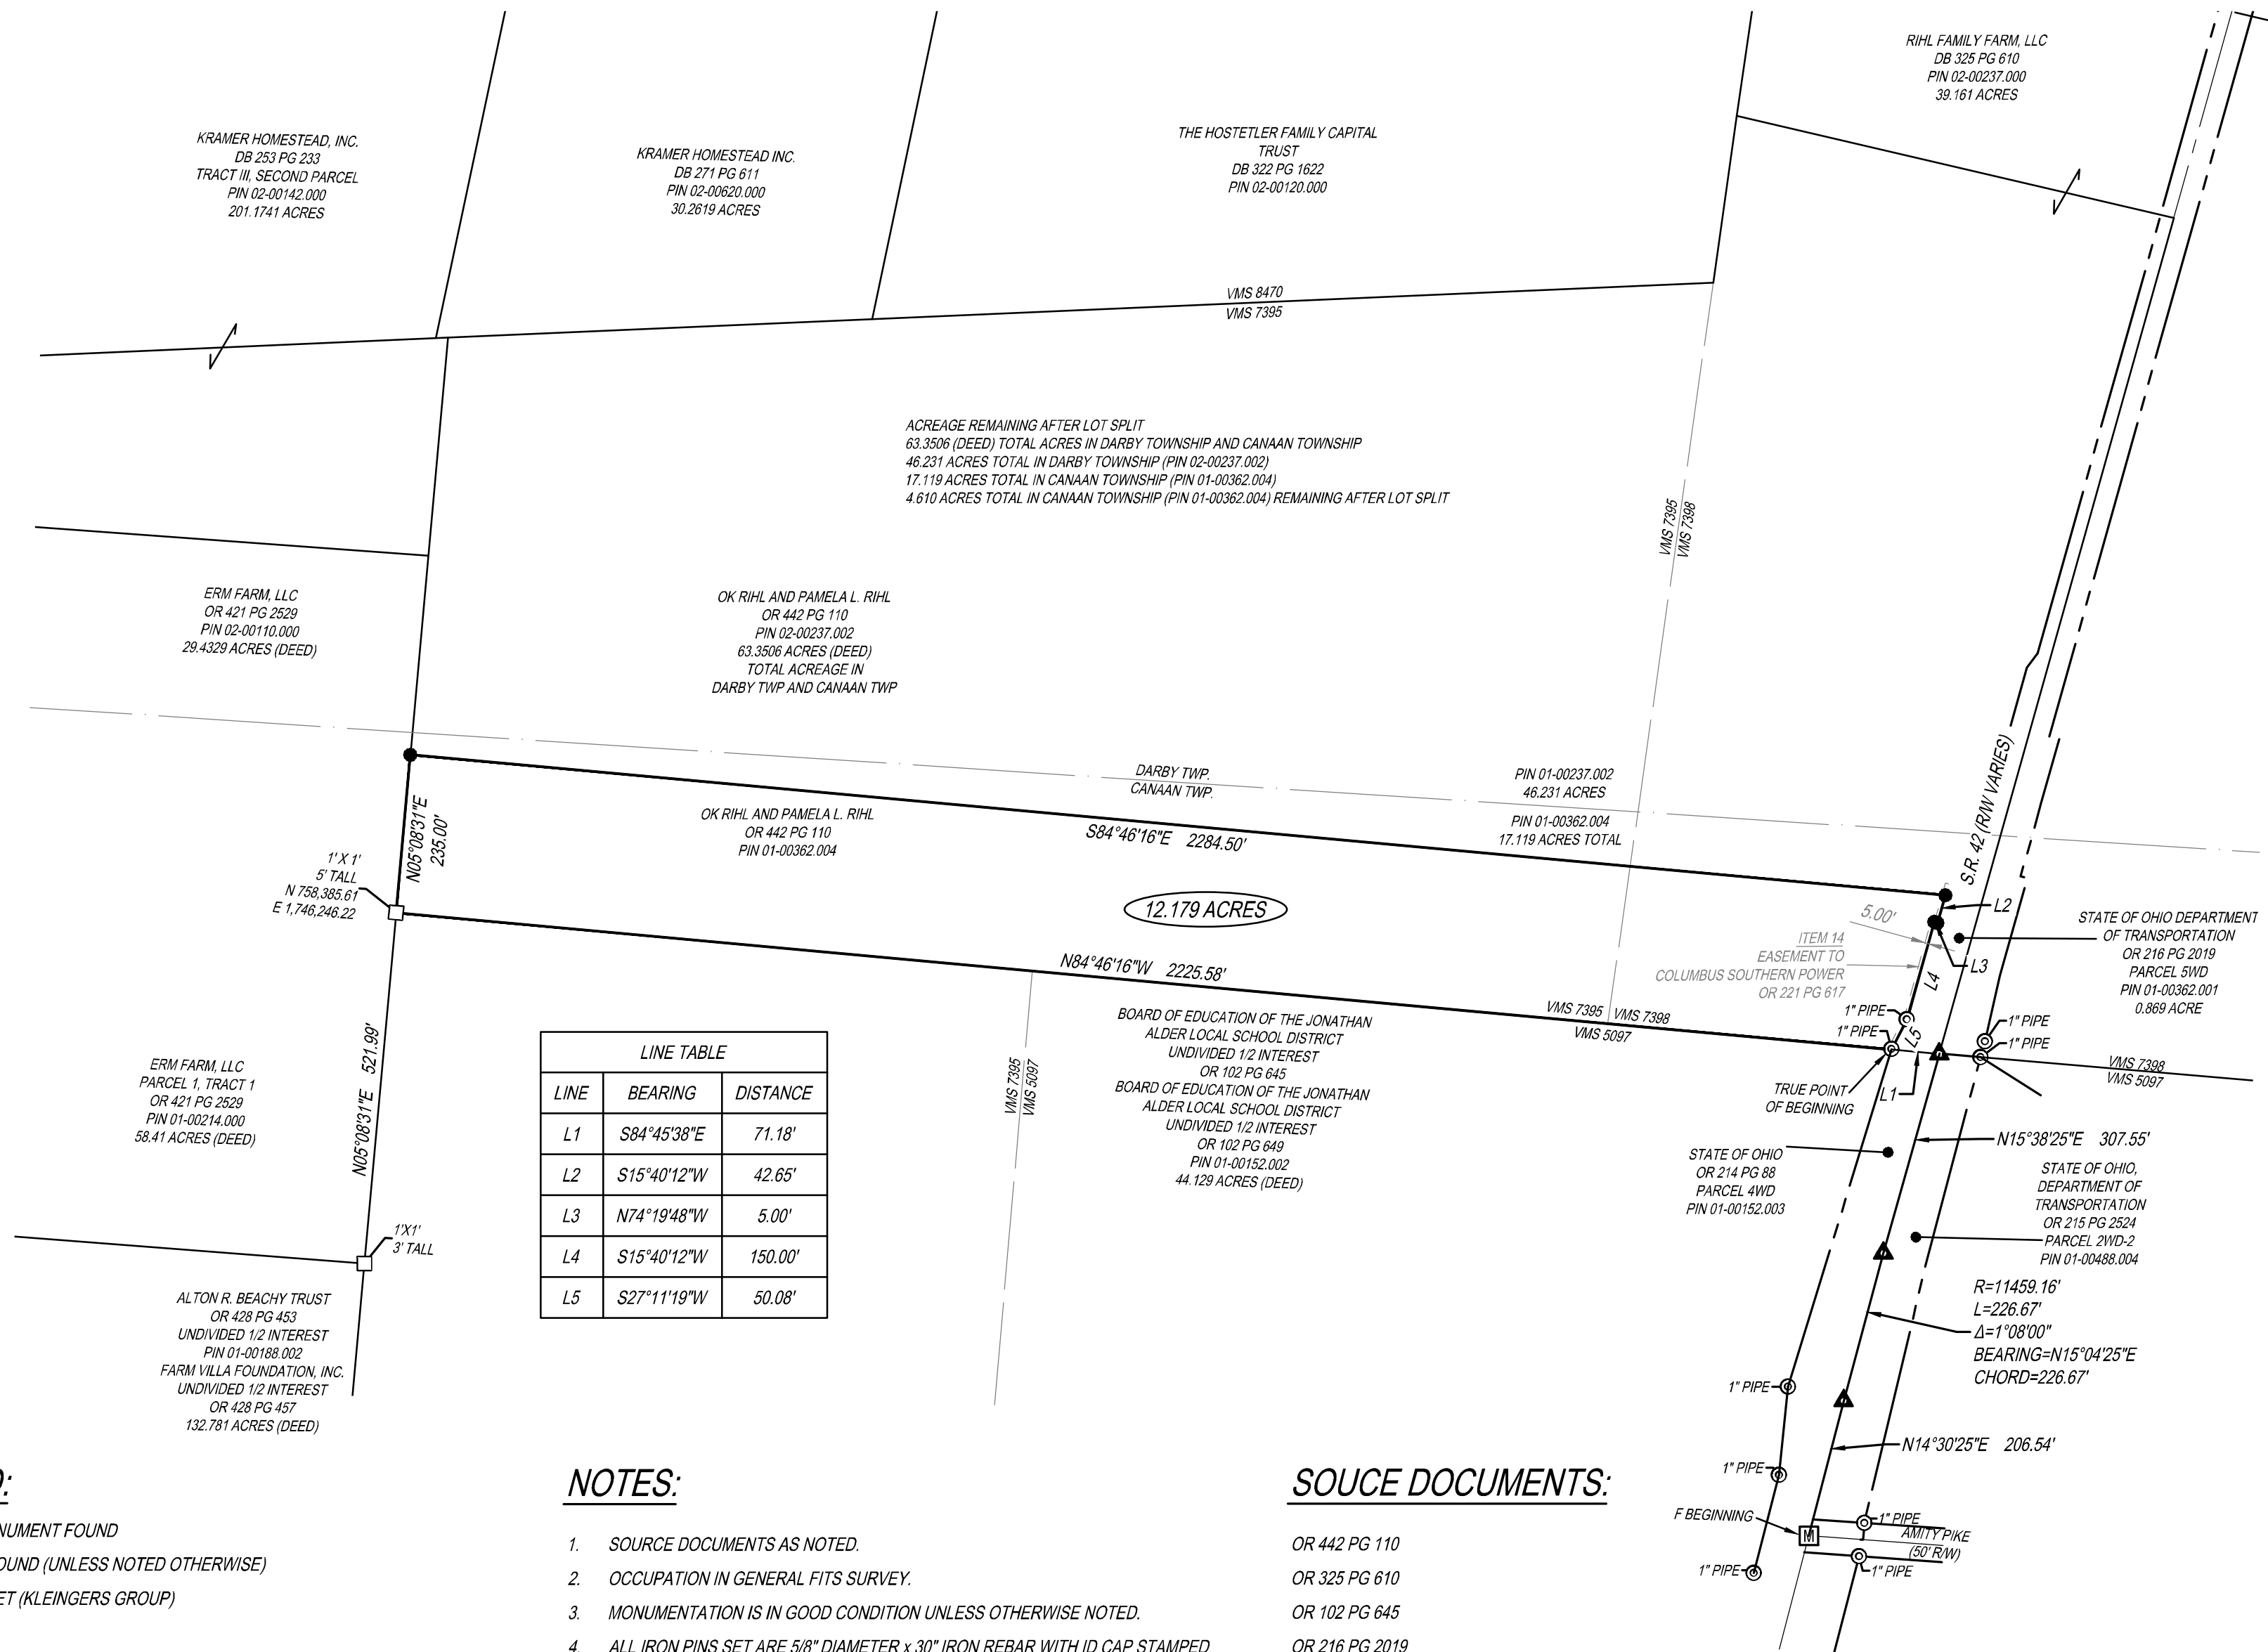 KRAMER HOMESTEAD, INC.
DB 253 PG 233
TRACT III, SECOND PARCEL
PIN 02-00142.000
201.1741 ACRES
KRAMER HOMESTEAD INC.
DB 271 PG 611
PIN 02-00620.000
30.2619 ACRES
THE HOSTETLER FAMILY CAPITAL
TRUST
DB 322 PG 1622
PIN 02-00120.000
RIHL FAMILY FARM, LLC
DB 325 PG 610
PIN 02-00237.000
39.161 ACRES
VMS 8470
VMS 7395
ACREAGE REMAINING AFTER LOT SPLIT
63.3506 (DEED) TOTAL ACRES IN DARBY TOWNSHIP AND CANAAN TOWNSHIP
46.231 ACRES TOTAL IN DARBY TOWNSHIP (PIN 02-00237.002)
17.119 ACRES TOTAL IN CANAAN TOWNSHIP (PIN 01-00362.004)
4.610 ACRES TOTAL IN CANAAN TOWNSHIP (PIN 01-00362.004) REMAINING AFTER LOT SPLIT
VMS 7395
VMS 7398
ERM FARM, LLC
OR 421 PG 2529
PIN 02-00110.000
29.4329 ACRES (DEED)
OK RIHL AND PAMELA L. RIHL
OR 442 PG 110
PIN 02-00237.002
63.3506 ACRES (DEED)
TOTAL ACREAGE IN
DARBY TWP AND CANAAN TWP
DARBY TWP.
CANAAN TWP.
PIN 01-00237.002
46.231 ACRES
PIN 01-00362.004
17.119 ACRES TOTAL
S.R. 42 (R/W VARIES)
N05°08'31"E
235.00'
OK RIHL AND PAMELA L. RIHL
OR 442 PG 110
PIN 01-00362.004
S84°46'16"E 2284.50'
1' X 1'
5' TALL
N 758,385.61
E 1,746,246.22
12.179 ACRES
N84°46'16"W 2225.58'
5.00'
ITEM 14
EASEMENT TO
COLUMBUS SOUTHERN POWER
OR 221 PG 617
L2
L3
L4
L5
STATE OF OHIO DEPARTMENT
OF TRANSPORTATION
OR 216 PG 2019
PARCEL 5WD
PIN 01-00362.001
0.869 ACRE
1" PIPE
1" PIPE
1" PIPE
1" PIPE
VMS 7395
VMS 7398
VMS 5097
VMS 7398
VMS 5097
TRUE POINT
OF BEGINNING
L1
ERM FARM, LLC
PARCEL 1, TRACT 1
OR 421 PG 2529
PIN 01-00214.000
58.41 ACRES (DEED)
N05°08'31"E 521.99'
LINE TABLE
LINE BEARING DISTANCE
L1 S84°45'38"E 71.18'
L2 S15°40'12"W 42.65'
L3 N74°19'48"W 5.00'
L4 S15°40'12"W 150.00'
L5 S27°11'19"W 50.08'
VMS 7395
VMS 5097
BOARD OF EDUCATION OF THE JONATHAN
ALDER LOCAL SCHOOL DISTRICT
UNDIVIDED 1/2 INTEREST
OR 102 PG 645
BOARD OF EDUCATION OF THE JONATHAN
ALDER LOCAL SCHOOL DISTRICT
UNDIVIDED 1/2 INTEREST
OR 102 PG 649
PIN 01-00152.002
44.129 ACRES (DEED)
STATE OF OHIO
OR 214 PG 88
PARCEL 4WD
PIN 01-00152.003
N15°38'25"E 307.55'
STATE OF OHIO,
DEPARTMENT OF
TRANSPORTATION
OR 215 PG 2524
PARCEL 2WD-2
PIN 01-00488.004
1'X1'
3' TALL
ALTON R. BEACHY TRUST
OR 428 PG 453
UNDIVIDED 1/2 INTEREST
PIN 01-00188.002
FARM VILLA FOUNDATION, INC.
UNDIVIDED 1/2 INTEREST
OR 428 PG 457
132.781 ACRES (DEED)
R=11459.16'
L=226.67'
Δ=1°08'00"
BEARING=N15°04'25"E
CHORD=226.67'
1" PIPE
N14°30'25"E 206.54'
1" PIPE
F BEGINNING
M
1" PIPE
AMITY PIKE
(50' R/W)
1" PIPE
1" PIPE
D:
NUMENT FOUND
OUND (UNLESS NOTED OTHERWISE)
ET (KLEINGERS GROUP)
NOTES:
1. SOURCE DOCUMENTS AS NOTED.
2. OCCUPATION IN GENERAL FITS SURVEY.
3. MONUMENTATION IS IN GOOD CONDITION UNLESS OTHERWISE NOTED.
4. ALL IRON PINS SET ARE 5/8" DIAMETER x 30" IRON REBAR WITH ID CAP STAMPED
SOUCE DOCUMENTS:
OR 442 PG 110
OR 325 PG 610
OR 102 PG 645
OR 216 PG 2019